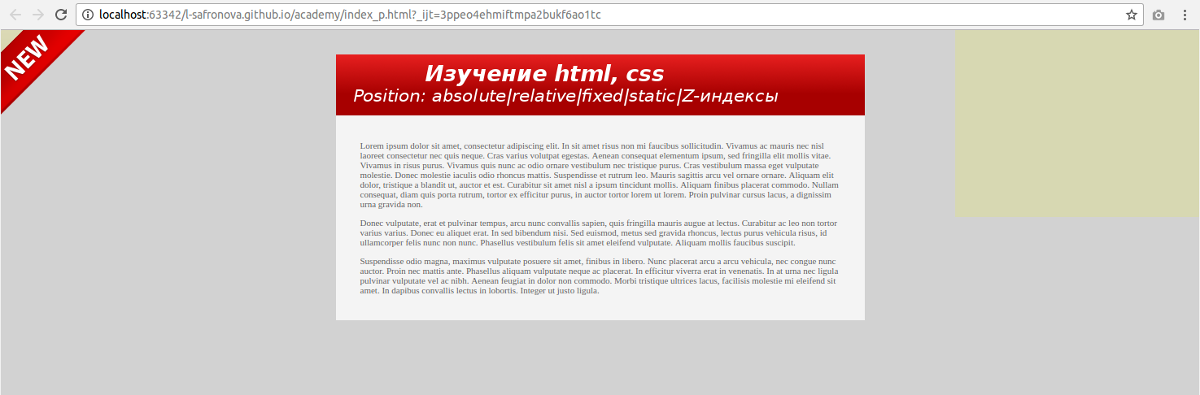 localhost:63342/l-safronova.github.io/academy/index_p.html?_ijt=3ppeo4ehmiftmpa2bukf6ao1tc
NEW
Изучение html, css
Position: absolute|relative|fixed|static|Z-индексы
Lorem ipsum dolor sit amet, consectetur adipiscing elit. In sit amet risus non mi faucibus sollicitudin. Vivamus ac mauris nec nisl
laoreet consectetur nec quis neque. Cras varius volutpat egestas. Aenean consequat elementum ipsum, sed fringilla elit mollis vitae.
Vivamus in risus purus. Vivamus quis nunc ac odio ornare vestibulum nec tristique purus. Cras vestibulum massa eget vulputate
molestie. Donec molestie iaculis odio rhoncus mattis. Suspendisse et rutrum leo. Mauris sagittis arcu vel ornare ornare. Aliquam elit
dolor, tristique a blandit ut, auctor et est. Curabitur sit amet nisl a ipsum tincidunt mollis. Aliquam finibus placerat commodo. Nullam
consequat, diam quis porta rutrum, tortor ex efficitur purus, in auctor tortor lorem ut lorem. Proin pulvinar cursus lacus, a dignissim
urna gravida non.
Donec vulputate, erat et pulvinar tempus, arcu nunc convallis sapien, quis fringilla mauris augue at lectus. Curabitur ac leo non tortor
varius varius. Donec eu aliquet erat. In sed bibendum nisi. Sed euismod, metus sed gravida rhoncus, lectus purus vehicula risus, id
ullamcorper felis nunc non nunc. Phasellus vestibulum felis sit amet eleifend vulputate. Aliquam mollis faucibus suscipit.
Suspendisse odio magna, maximus vulputate posuere sit amet, finibus in libero. Nunc placerat arcu a arcu vehicula, nec congue nunc
auctor. Proin nec mattis ante. Phasellus aliquam vulputate neque ac placerat. In efficitur viverra erat in venenatis. In at urna nec ligula
pulvinar vulputate vel ac nibh. Aenean feugiat in dolor non commodo. Morbi tristique ultrices lacus, facilisis molestie mi eleifend sit
amet. In dapibus convallis lectus in lobortis. Integer ut justo ligula.